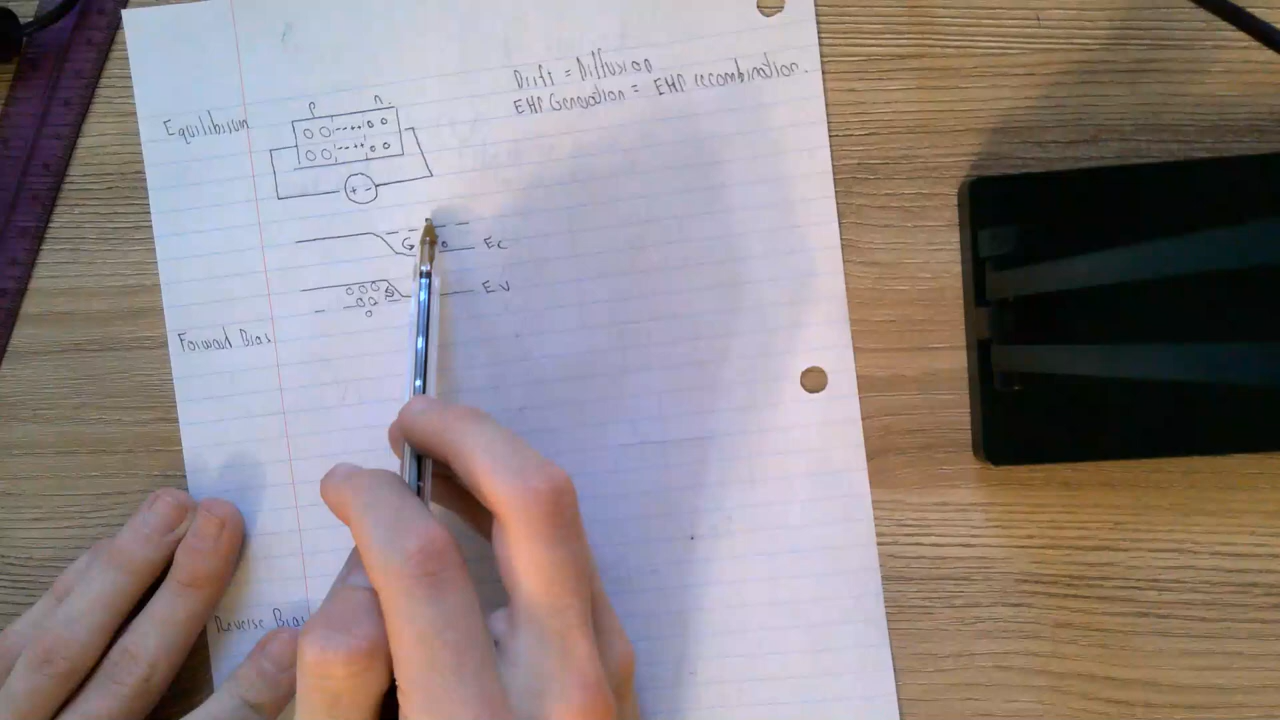 Drift = Diffusion
EHP Generation = EHP recombination.
Equilibrium
p n.
+ -
G Ec
Ev
Forward Bias
Reverse Bias